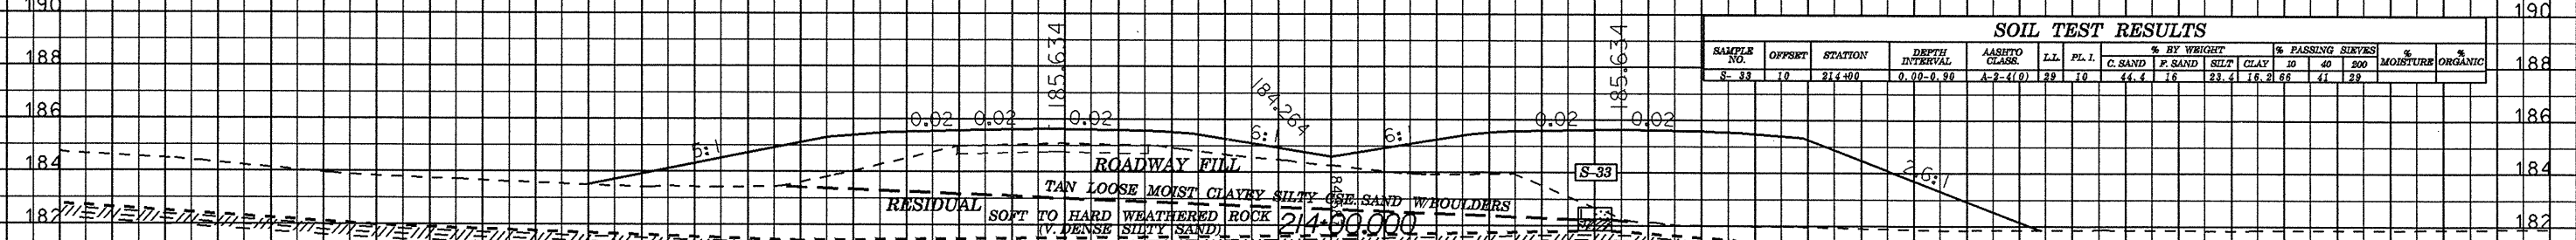 190 190
SOIL TEST RESULTS
SAMPLE NO. OFFSET STATION DEPTH INTERVAL AASHTO CLASS. L.L. PL. I. % BY WEIGHT % PASSING SIEVES % MOISTURE % ORGANIC
C. SAND F. SAND SILT CLAY 10 40 200
S- 33 10 214+00 0.00-0.90 A-2-4(0) 29 10 44.4 16 23.4 16.2 66 41 29
188 188
185.634 185.634
184.264
186 186
0.02 0.02 0.02 0.02 0.02
5:1 6:1 6:1
184 184
ROADWAY FILL
S-33
2.6:1
TAN LOOSE MOIST CLAYEY SILTY CSE. SAND W/BOULDERS
RESIDUAL
SOFT TO HARD WEATHERED ROCK
(V. DENSE SILTY SAND)
214+00.000
182 182